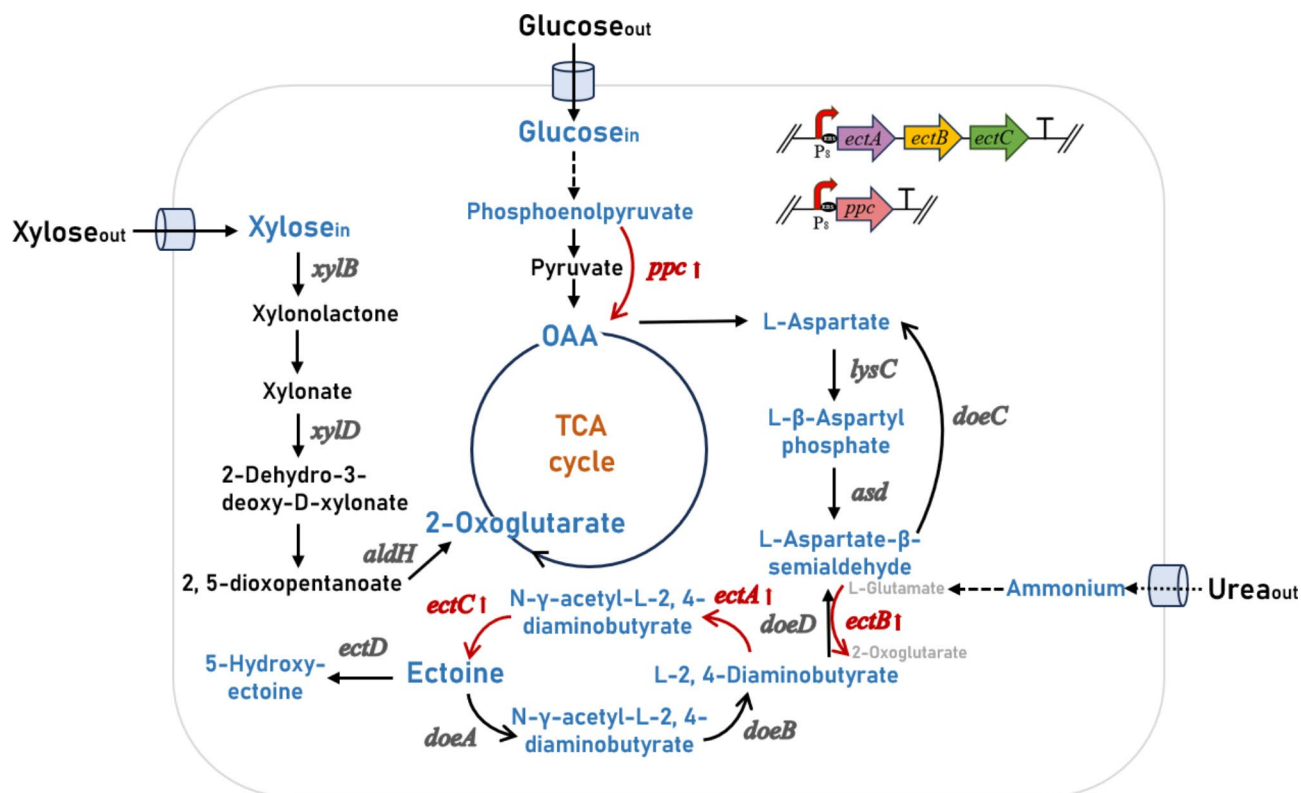 Glucoseout
Glucosein
ectA
ectB
ectC
T
RBS
P8
Phosphoenolpyruvate
ppc
T
RBS
P8
Xyloseout
Xylosein
xylB
Pyruvate
ppc↑
Xylonolactone
OAA
L-Aspartate
lysC
Xylonate
xylD
TCA
cycle
L-β-Aspartyl
phosphate
doeC
2-Dehydro-3-
deoxy-D-xylonate
asd
2-Oxoglutarate
aldH
L-Aspartate-β-
semialdehyde
2, 5-dioxopentanoate
L-Glutamate
Ammonium
Ureaout
ectC↑
N-γ-acetyl-L-2, 4-
diaminobutyrate
ectA↑
doeD
ectB↑
2-Oxoglutarate
ectD
5-Hydroxy-
ectoine
Ectoine
L-2, 4-Diaminobutyrate
doeA
N-γ-acetyl-L-2, 4-
diaminobutyrate
doeB